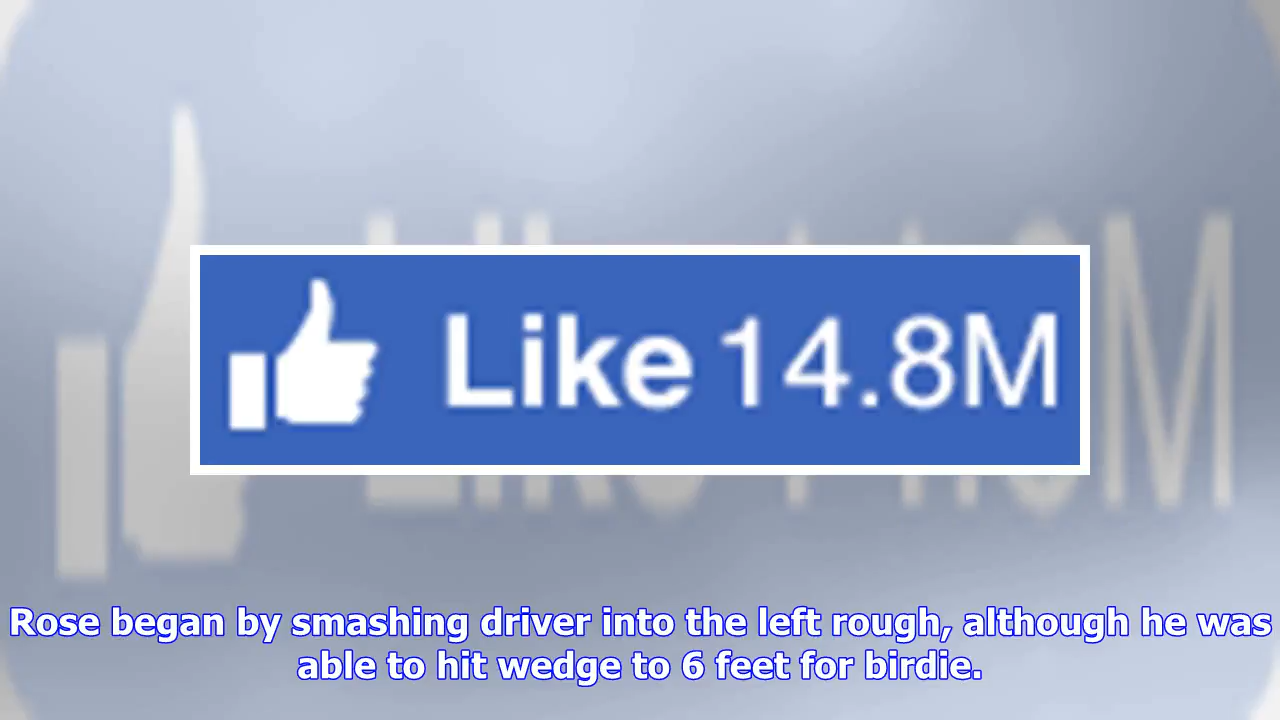 Like 14.8M
Rose began by smashing driver into the left rough, although he was
able to hit wedge to 6 feet for birdie.